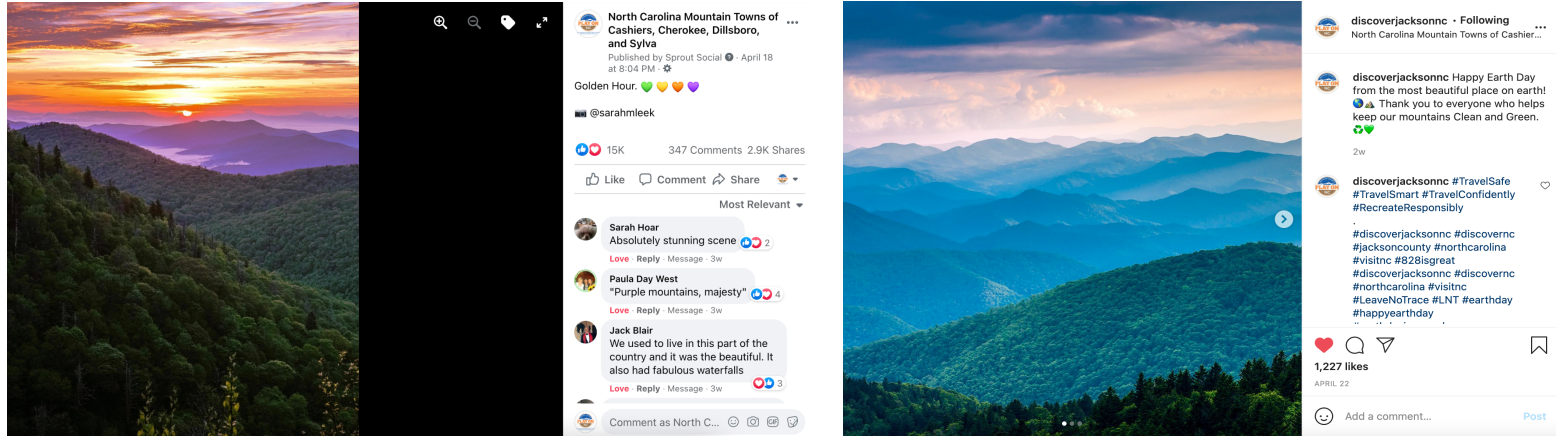 North Carolina Mountain Towns of
Cashiers, Cherokee, Dillsboro,
and Sylva
Published by Sprout Social · April 18
at 8:04 PM ·
Golden Hour. 💚 💛 🧡 💜
📷 @sarahmleek
15K 347 Comments 2.9K Shares
Like Comment Share
Most Relevant
Sarah Hoar
Absolutely stunning scene
2
Love · Reply · Message · 3w
Paula Day West
"Purple mountains, majesty"
4
Love · Reply · Message · 3w
Jack Blair
We used to live in this part of the
country and it was the beautiful. It
also had fabulous waterfalls
3
Love · Reply · Message · 3w
Comment as North C...
GIF
discoverjacksonnc • Following
North Carolina Mountain Towns of Cashier...
discoverjacksonnc Happy Earth Day
from the most beautiful place on earth!
🌎⛰️ Thank you to everyone who helps
keep our mountains Clean and Green.
♻️💚
2w
discoverjacksonnc #TravelSafe
#TravelSmart #TravelConfidently
#RecreateResponsibly
.
#discoverjacksonnc #discovernc
#jacksoncounty #northcarolina
#visitnc #828isgreat
#discoverjacksonnc #discovernc
#northcarolina #visitnc
#LeaveNoTrace #LNT #earthday
#happyearthday
1,227 likes
APRIL 22
Add a comment...
Post